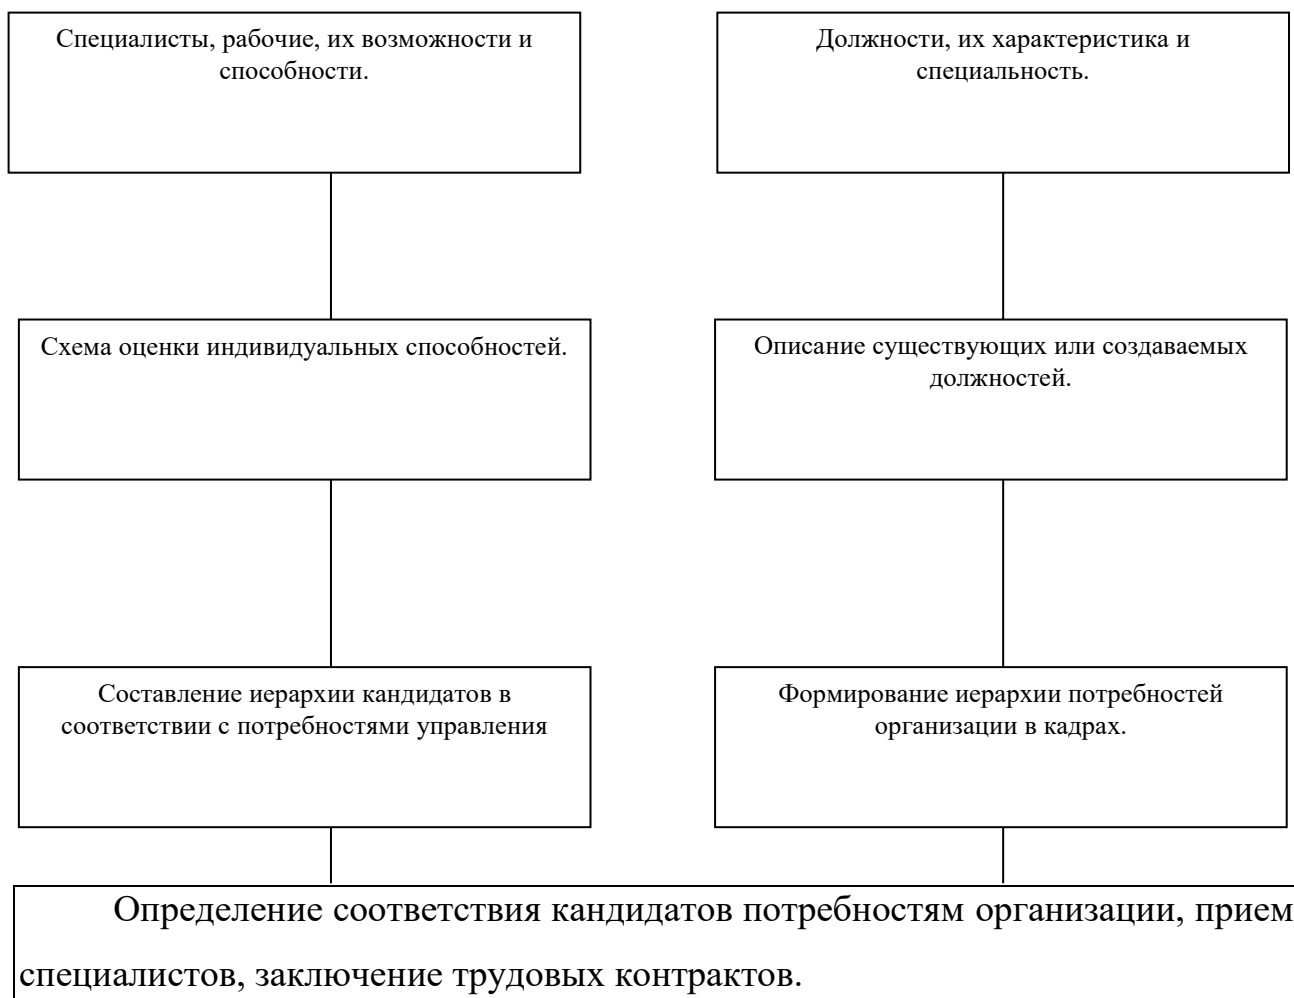 Специалисты, рабочие, их возможности и
способности.
Должности, их характеристика и
специальность.
Схема оценки индивидуальных способностей.
Описание существующих или создаваемых
должностей.
Составление иерархии кандидатов в
соответствии с потребностями управления
Формирование иерархии потребностей
организации в кадрах.
Определение соответствия кандидатов потребностям организации, прием
специалистов, заключение трудовых контрактов.